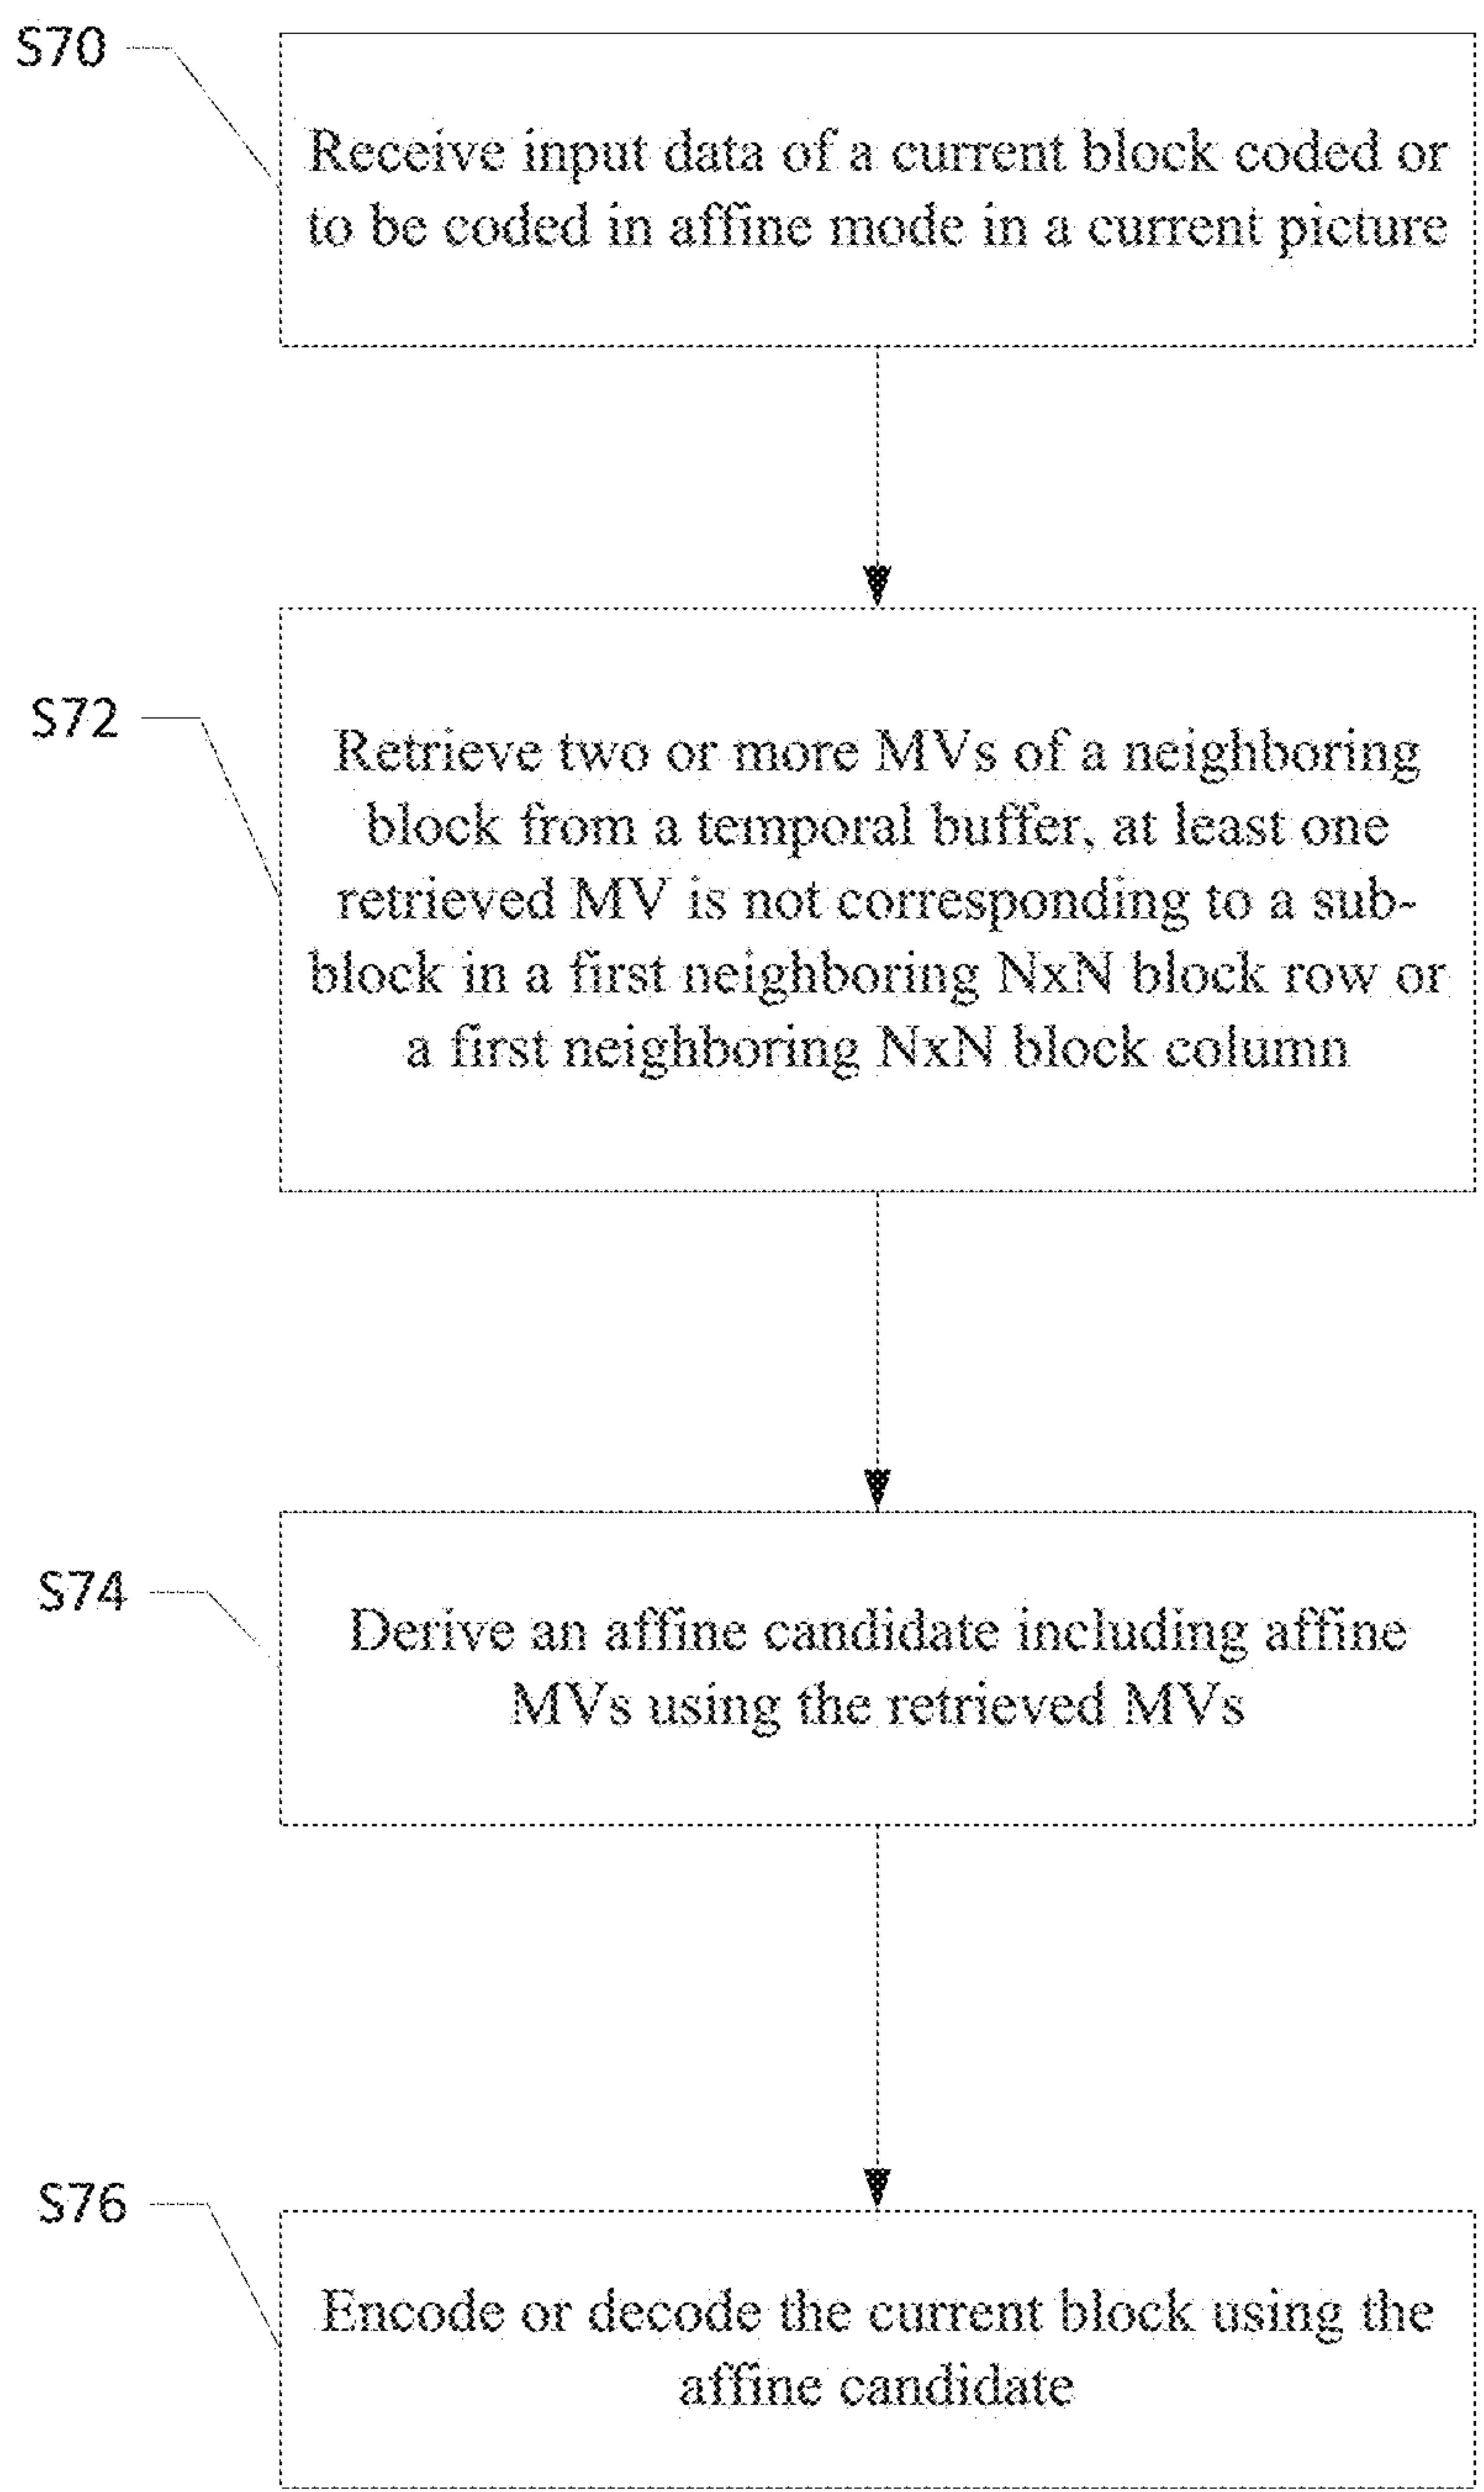 S70
Receive input data of a current block coded or
to be coded in affine mode in a current picture
S72
Retrieve two or more MVs of a neighboring
block from a temporal buffer, at least one
retrieved MV is not corresponding to a sub-
block in a first neighboring NxN block row or
a first neighboring NxN block column
S74
Derive an affine candidate including affine
MVs using the retrieved MVs
S76
Encode or decode the current block using the
affine candidate